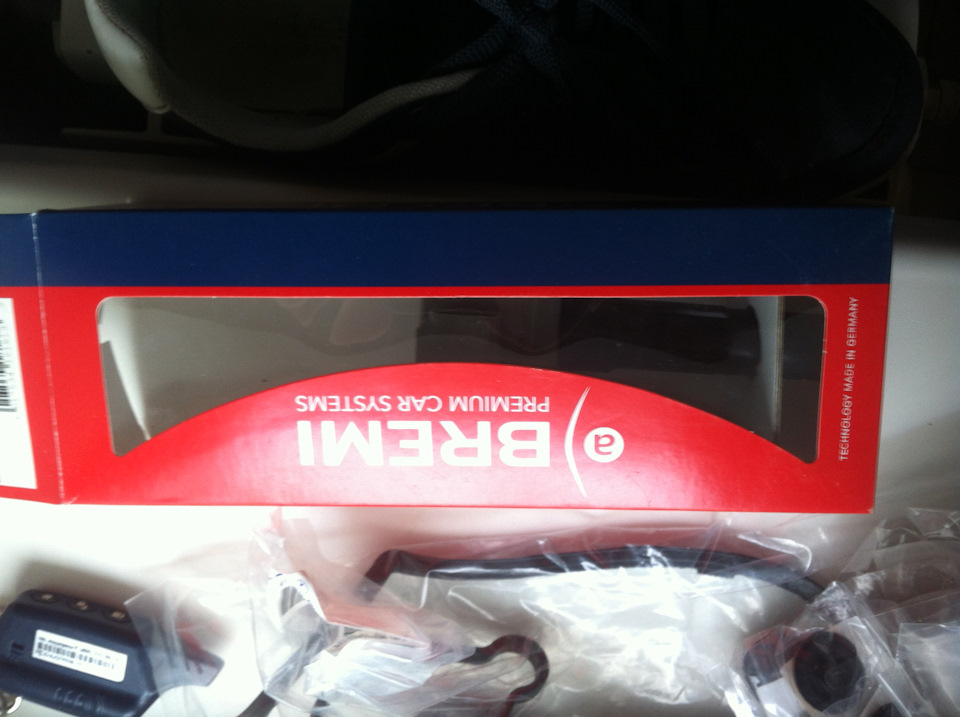 a BREMI
PREMIUM CAR SYSTEMS
TECHNOLOGY MADE IN GERMANY